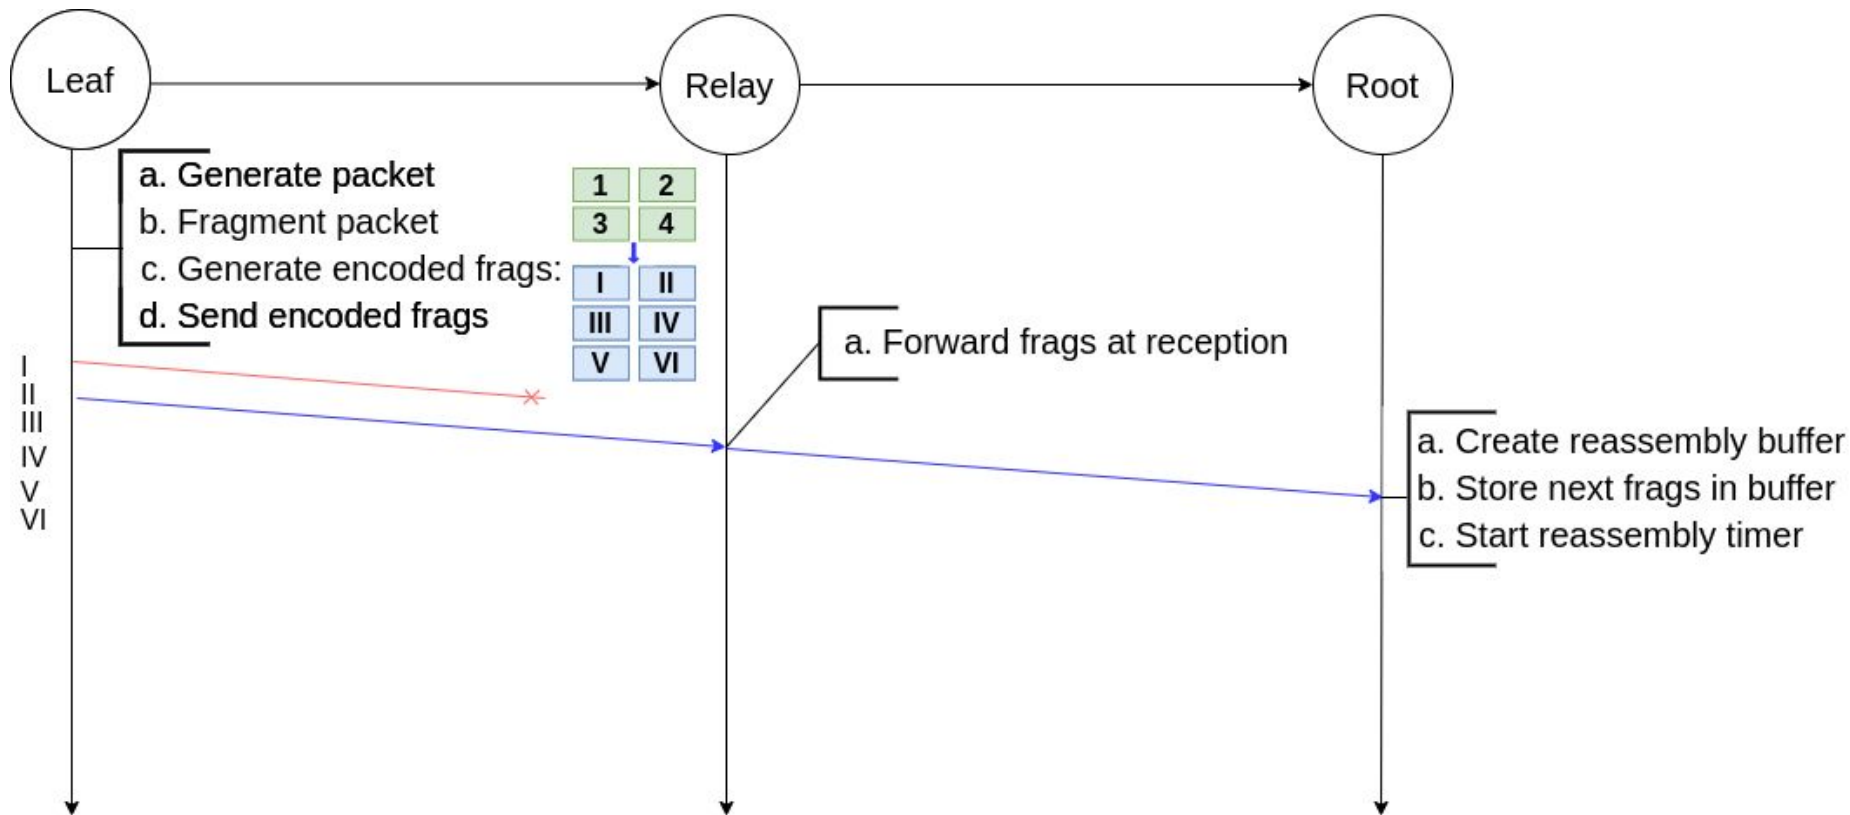 Leaf
Relay
Root
a. Generate packet
b. Fragment packet
c. Generate encoded frags:
d. Send encoded frags
1 2
3 4
I II
III IV
V VI
a. Forward frags at reception
I
II
III
IV
V
VI
a. Create reassembly buffer
b. Store next frags in buffer
c. Start reassembly timer